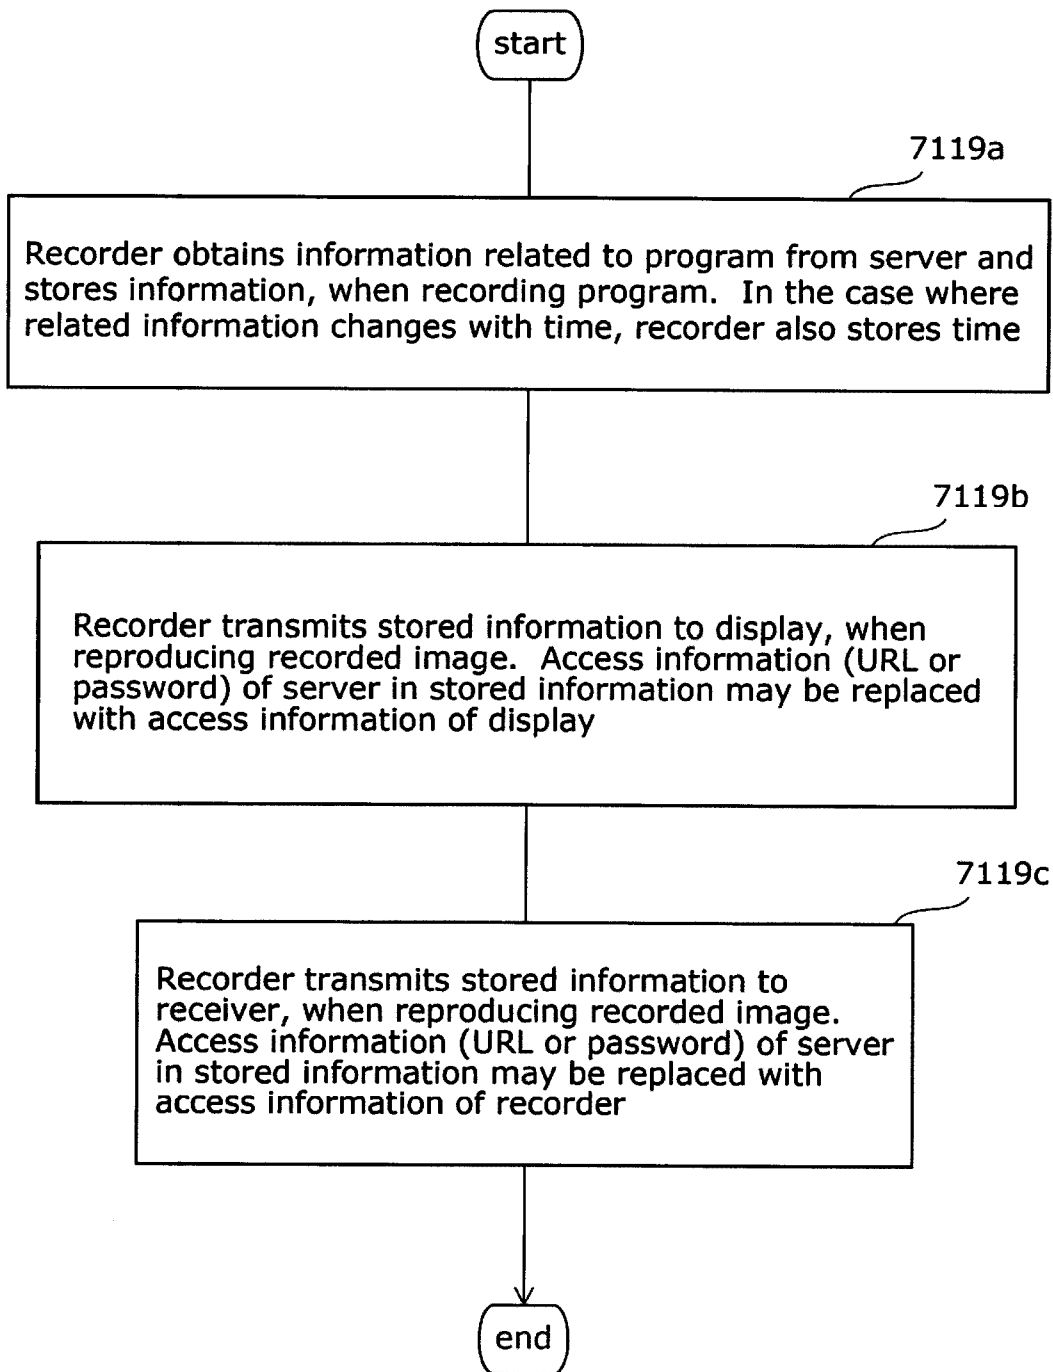 start
7119a
Recorder obtains information related to program from server and
stores information, when recording program. In the case where
related information changes with time, recorder also stores time
7119b
Recorder transmits stored information to display, when
reproducing recorded image. Access information (URL or
password) of server in stored information may be replaced
with access information of display
7119c
Recorder transmits stored information to
receiver, when reproducing recorded image.
Access information (URL or password) of server
in stored information may be replaced with
access information of recorder
end